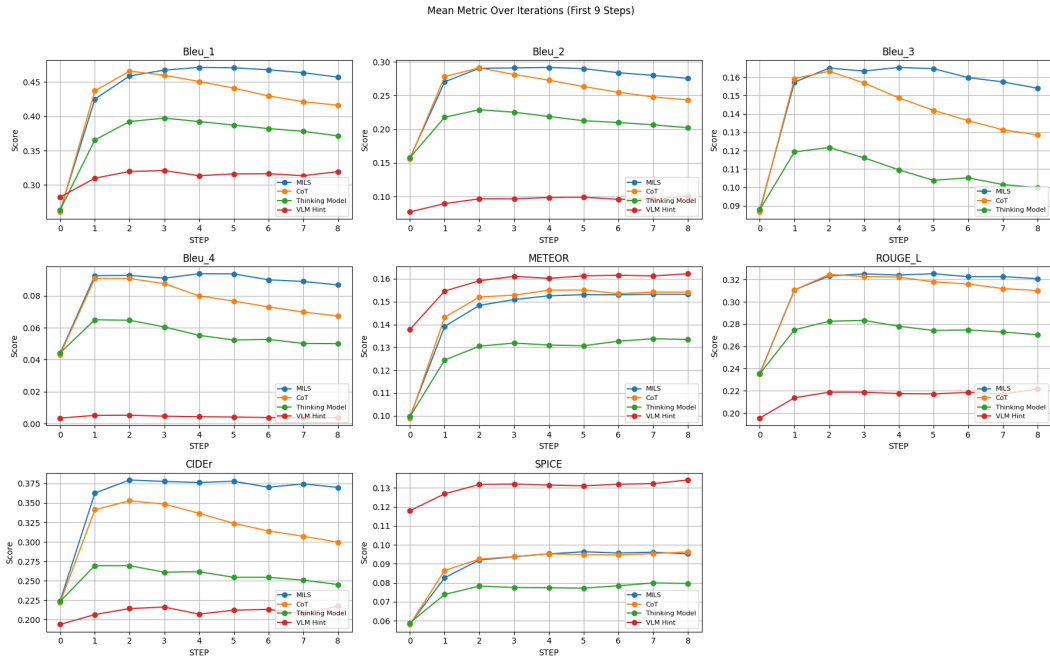 Mean Metric Over Iterations (First 9 Steps)
Bleu_1
Score
0.45
0.40
0.35
0.30
0 1 2 3 4 5 6 7 8
STEP
MILS
CoT
Thinking Model
VLM Hint
Bleu_2
Score
0.30
0.25
0.20
0.15
0.10
0 1 2 3 4 5 6 7 8
STEP
MILS
CoT
Thinking Model
VLM Hint
Bleu_3
Score
0.16
0.15
0.14
0.13
0.12
0.11
0.10
0.09
0 1 2 3 4 5 6 7 8
STEP
MILS
CoT
Thinking Model
VLM Hint
Bleu_4
Score
0.08
0.06
0.04
0.02
0.00
0 1 2 3 4 5 6 7 8
STEP
MILS
CoT
Thinking Model
VLM Hint
METEOR
Score
0.16
0.15
0.14
0.13
0.12
0.11
0.10
0 1 2 3 4 5 6 7 8
STEP
MILS
CoT
Thinking Model
VLM Hint
ROUGE_L
Score
0.32
0.30
0.28
0.26
0.24
0.22
0.20
0 1 2 3 4 5 6 7 8
STEP
MILS
CoT
Thinking Model
VLM Hint
CIDEr
Score
0.375
0.350
0.325
0.300
0.275
0.250
0.225
0.200
0 1 2 3 4 5 6 7 8
STEP
MILS
CoT
Thinking Model
VLM Hint
SPICE
Score
0.13
0.12
0.11
0.10
0.09
0.08
0.07
0.06
0 1 2 3 4 5 6 7 8
STEP
MILS
CoT
Thinking Model
VLM Hint